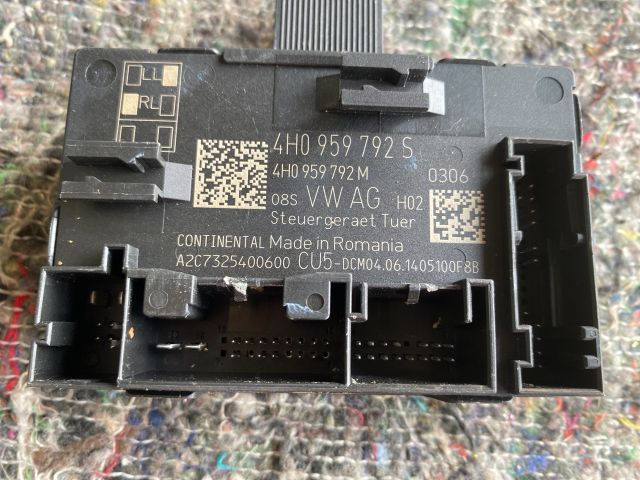 LL
RL
4H0 959 792 S
4H0 959 792 M 0306
08S VW AG H02
Steuergeraet Tuer
CONTINENTAL Made in Romania
A2C7325400600 CU5-DCM04.06.1405100F8B